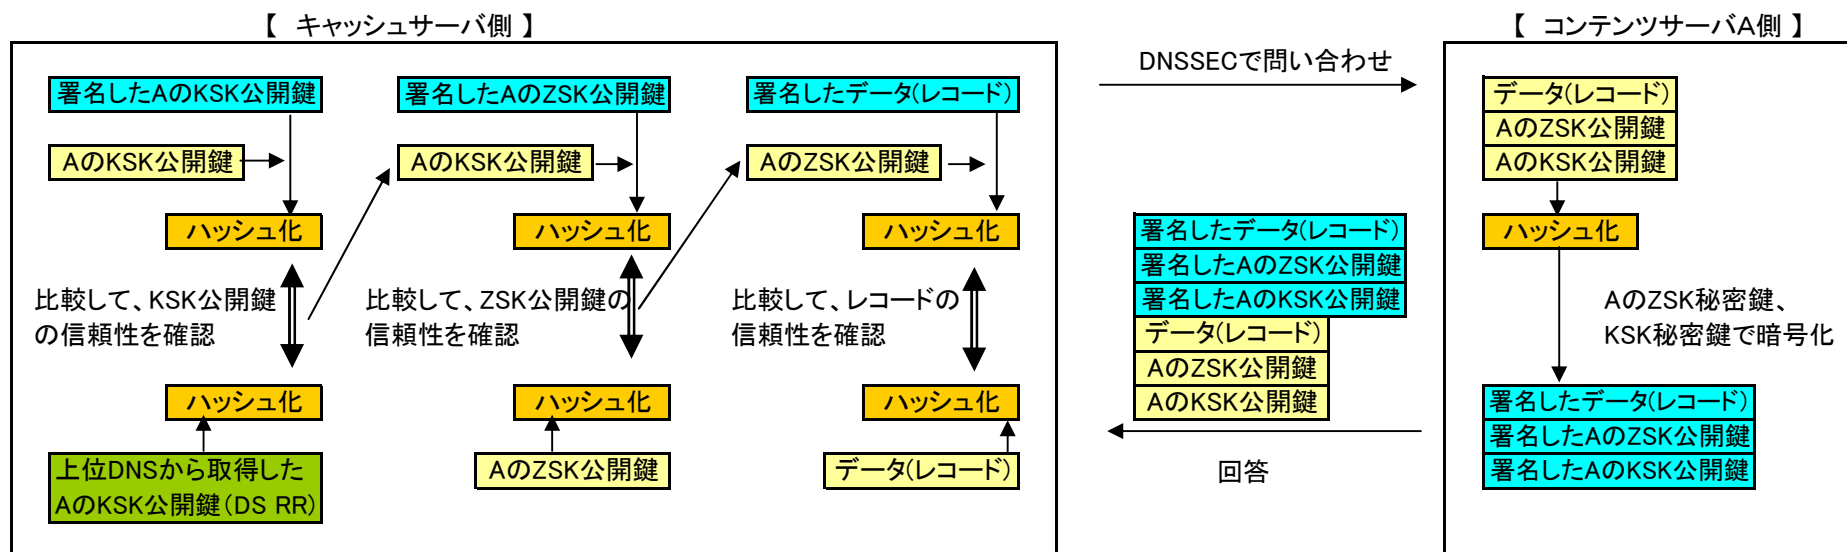 【　キャッシュサーバ側 】
署名したAのKSK公開鍵
AのKSK公開鍵
ハッシュ化
比較して、KSK公開鍵
の信頼性を確認
ハッシュ化
上位DNSから取得した
AのKSK公開鍵(DS RR)
署名したAのZSK公開鍵
AのKSK公開鍵
ハッシュ化
比較して、ZSK公開鍵の
信頼性を確認
ハッシュ化
AのZSK公開鍵
署名したデータ(レコード)
AのZSK公開鍵
ハッシュ化
比較して、レコードの
信頼性を確認
ハッシュ化
データ(レコード)
DNSSECで問い合わせ
署名したデータ(レコード)
署名したAのZSK公開鍵
署名したAのKSK公開鍵
データ(レコード)
AのZSK公開鍵
AのKSK公開鍵
回答
【　コンテンツサーバA側 】
データ(レコード)
AのZSK公開鍵
AのKSK公開鍵
ハッシュ化
AのZSK秘密鍵、
KSK秘密鍵で暗号化
署名したデータ(レコード)
署名したAのZSK公開鍵
署名したAのKSK公開鍵